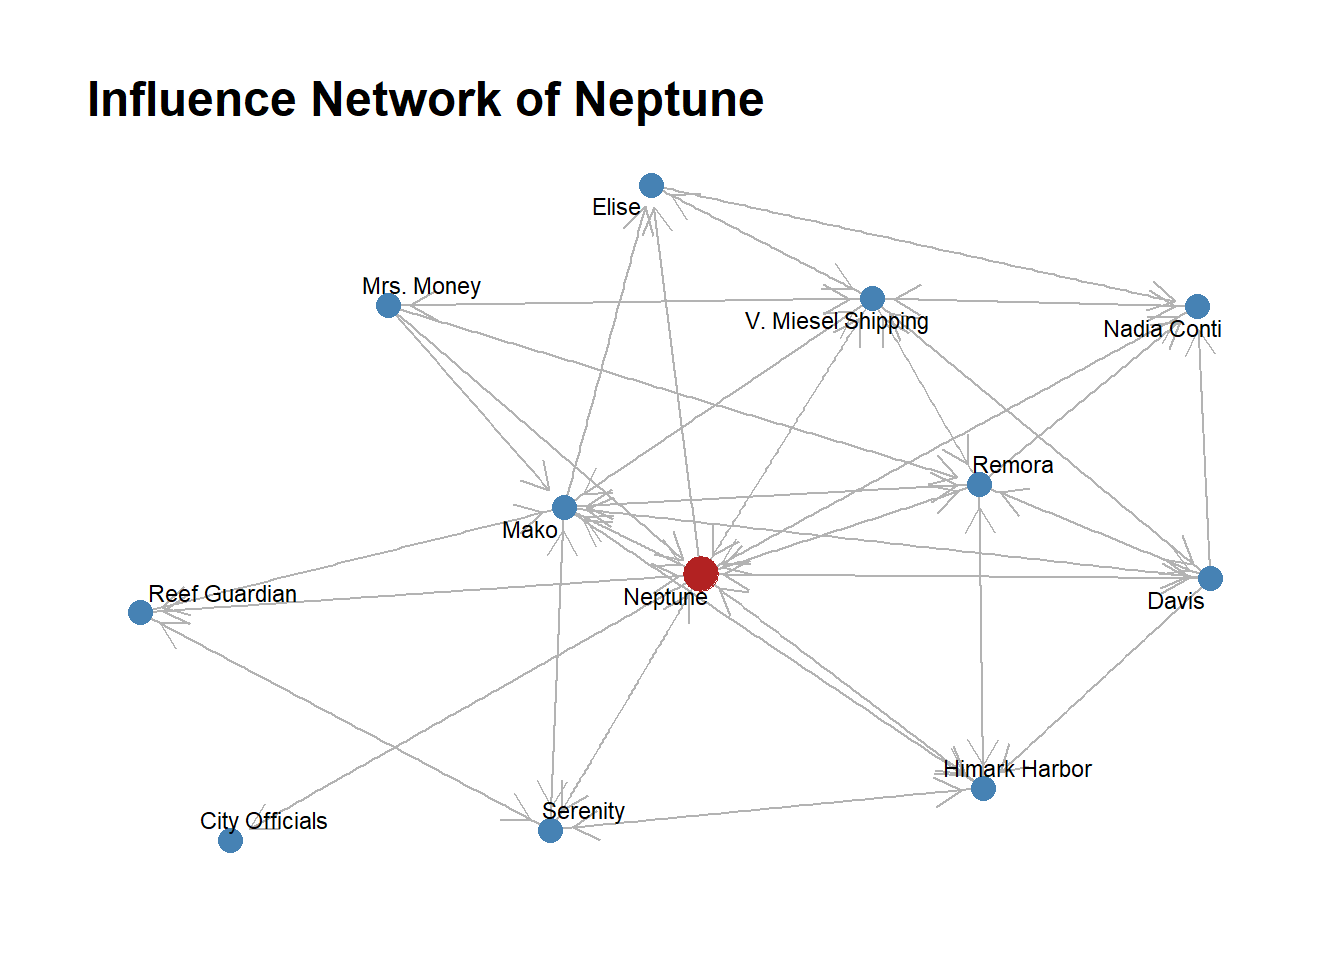 Influence Network of Neptune
Elise
Mrs. Money
V. Miesel Shipping
Nadia Conti
Remora
Mako
Reef Guardian
Neptune
Davis
Himark Harbor
City Officials
Serenity